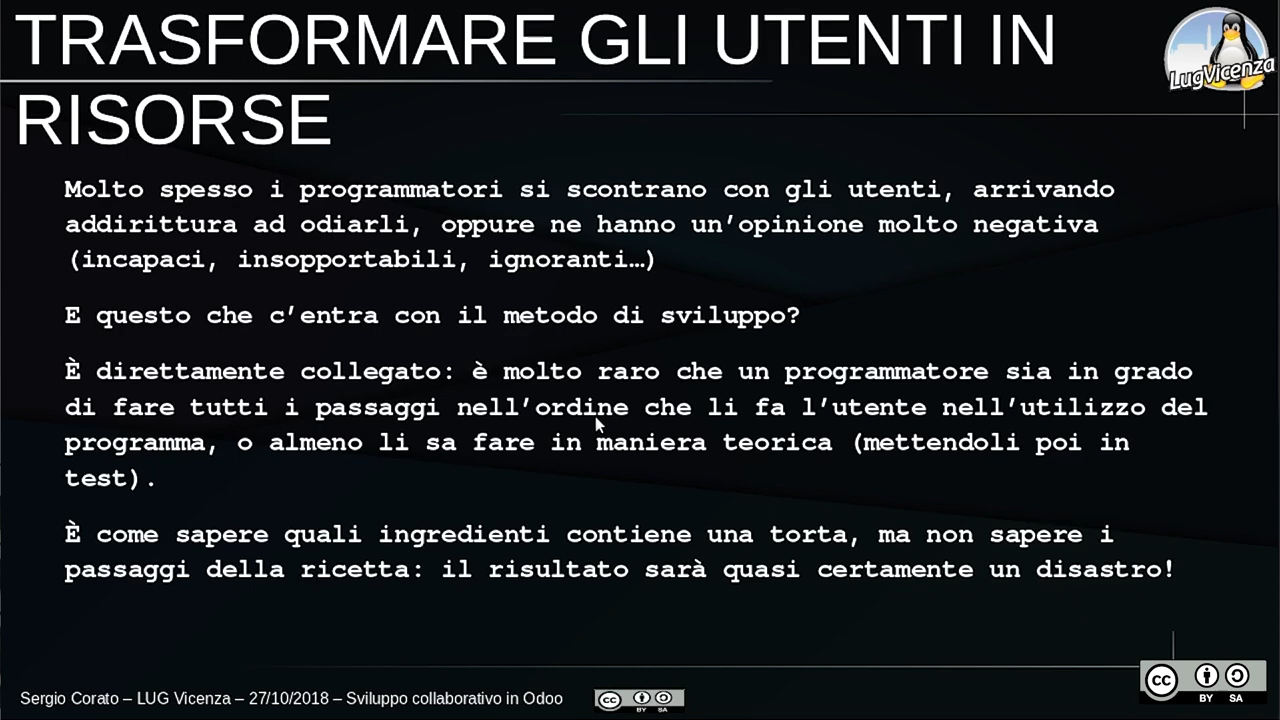 TRASFORMARE GLI UTENTI IN
RISORSE
LugVicenza
Molto spesso i programmatori si scontrano con gli utenti, arrivando
addirittura ad odiarli, oppure ne hanno un’opinione molto negativa
(incapaci, insopportabili, ignoranti…)
E questo che c’entra con il metodo di sviluppo?
È direttamente collegato: è molto raro che un programmatore sia in grado
di fare tutti i passaggi nell’ordine che li fa l’utente nell’utilizzo del
programma, o almeno li sa fare in maniera teorica (mettendoli poi in
test).
È come sapere quali ingredienti contiene una torta, ma non sapere i
passaggi della ricetta: il risultato sarà quasi certamente un disastro!
Sergio Corato – LUG Vicenza – 27/10/2018 – Sviluppo collaborativo in Odoo
cc BY SA
cc BY SA